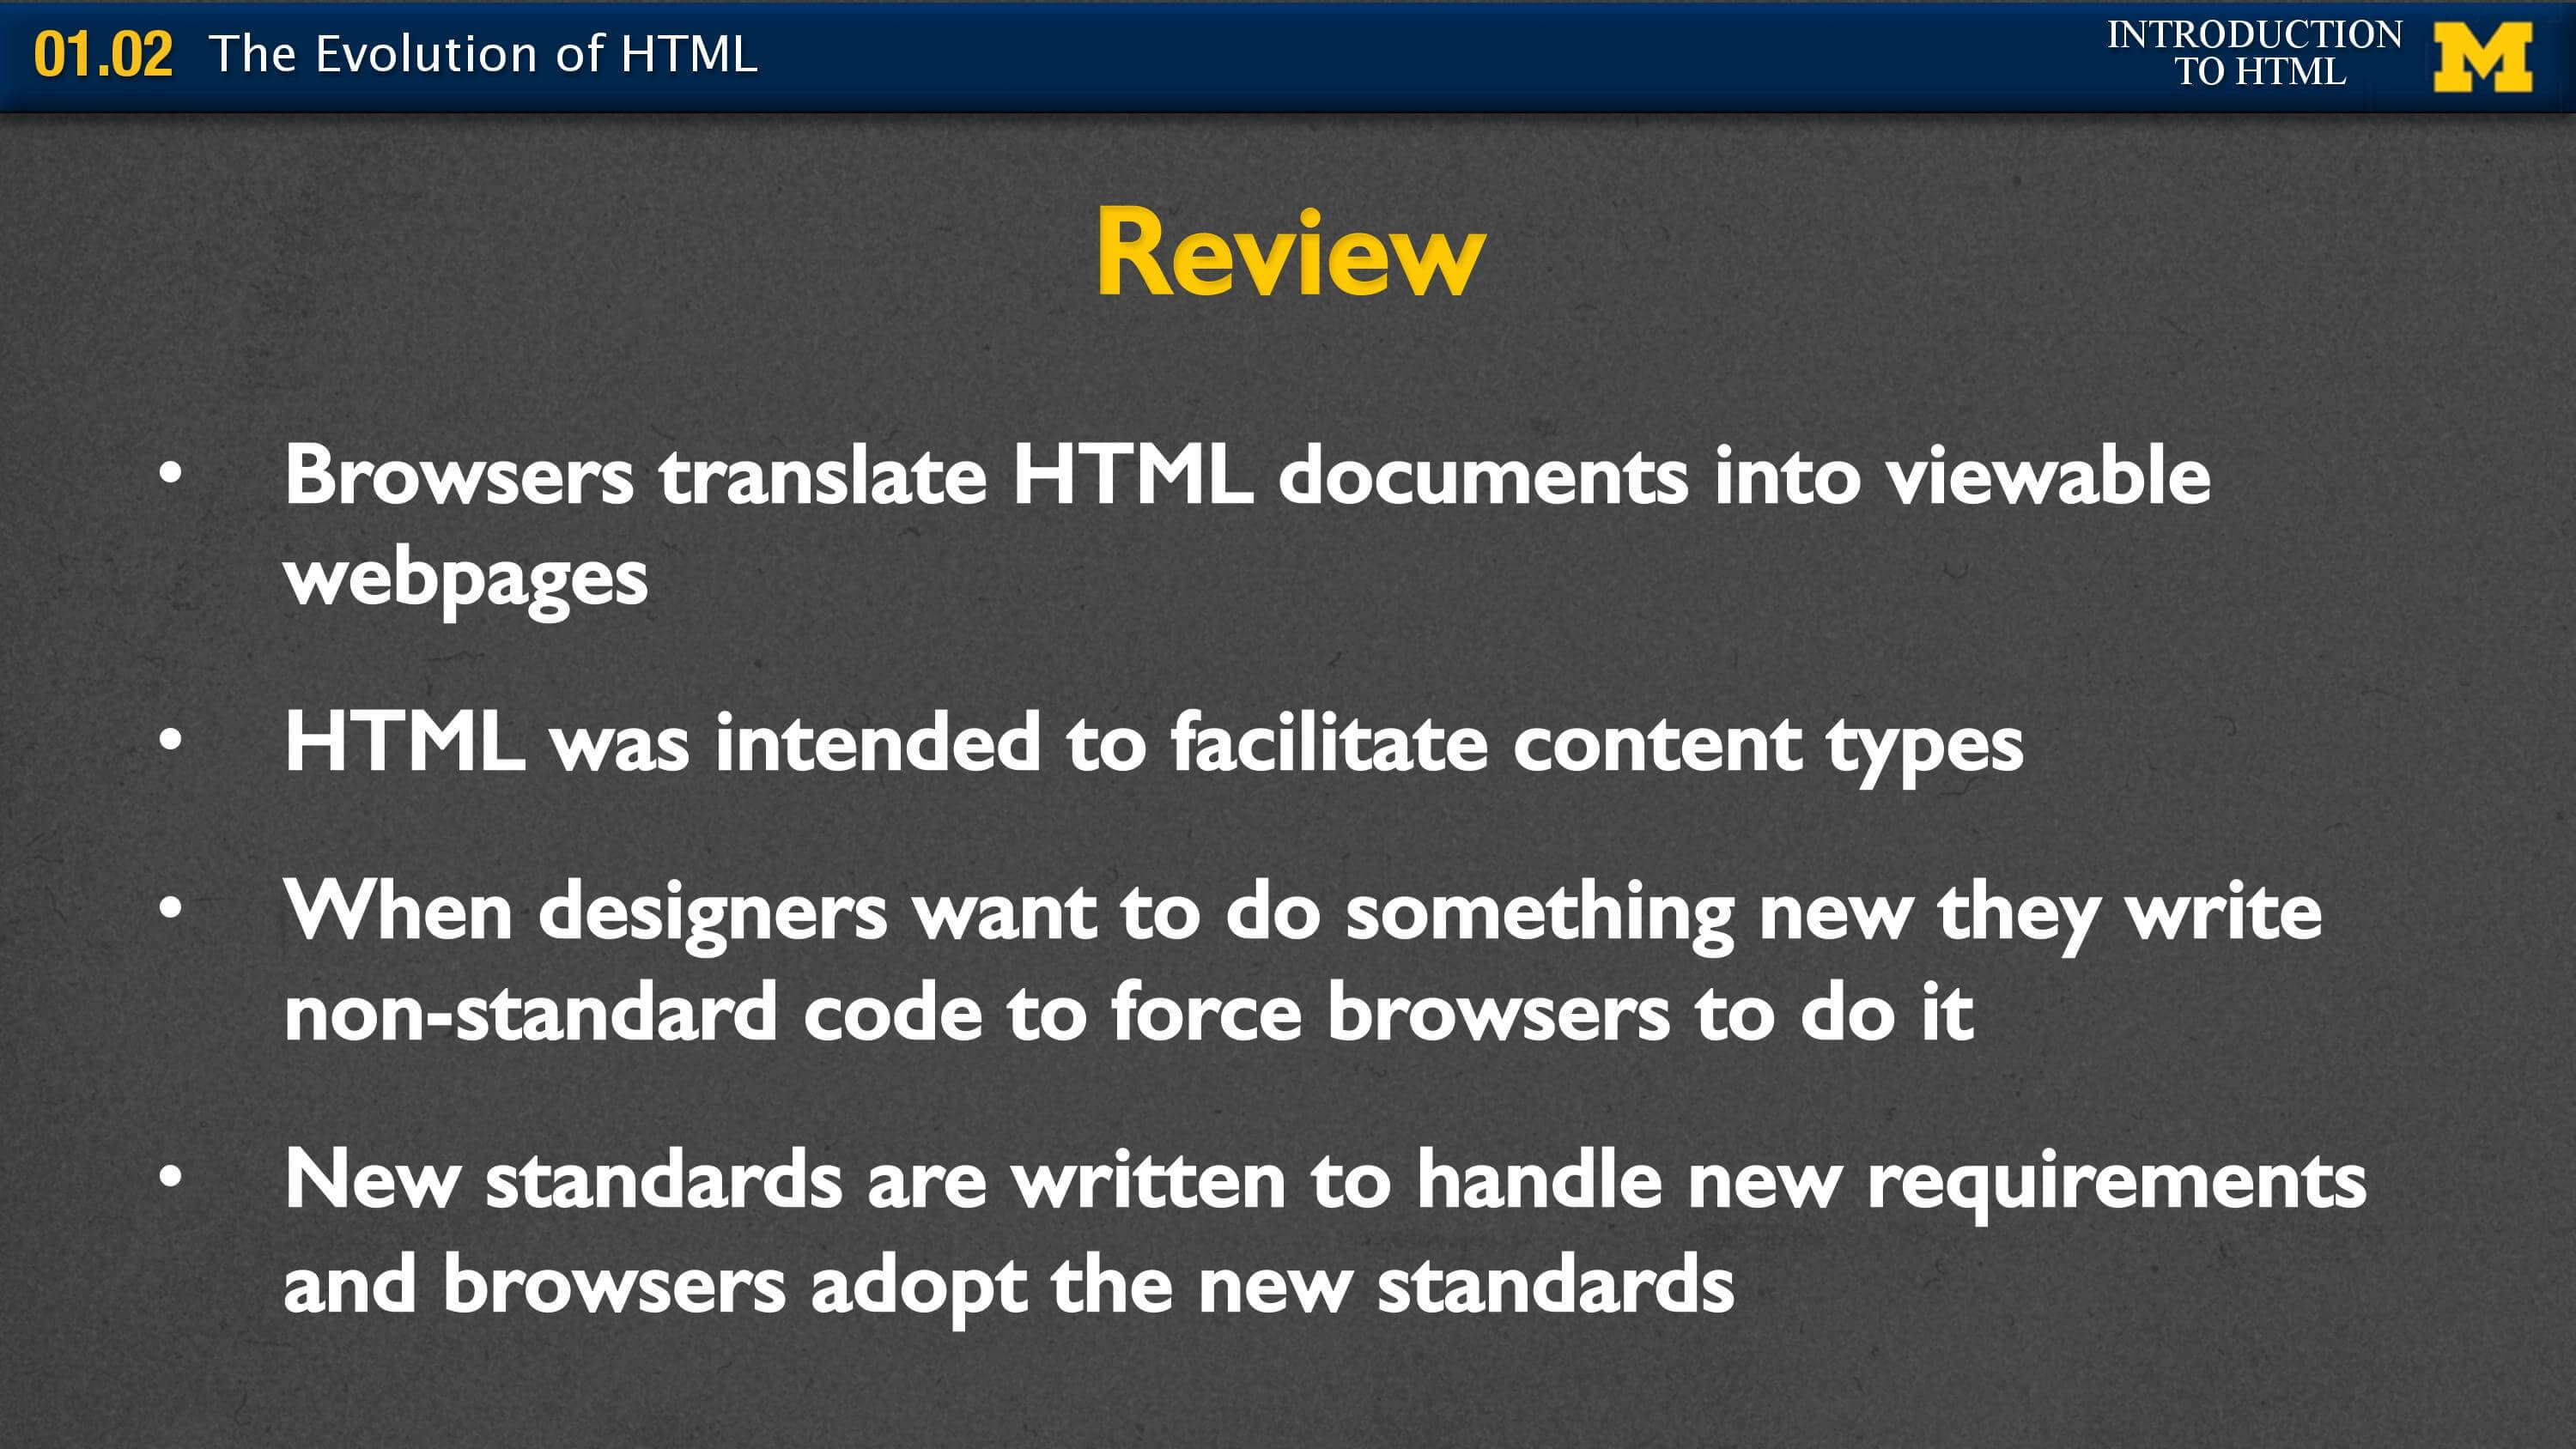 01.02 The Evolution of HTML
INTRODUCTION
TO HTML
M
Review
• Browsers translate HTML documents into viewable
webpages
• HTML was intended to facilitate content types
• When designers want to do something new they write
non-standard code to force browsers to do it
• New standards are written to handle new requirements
and browsers adopt the new standards